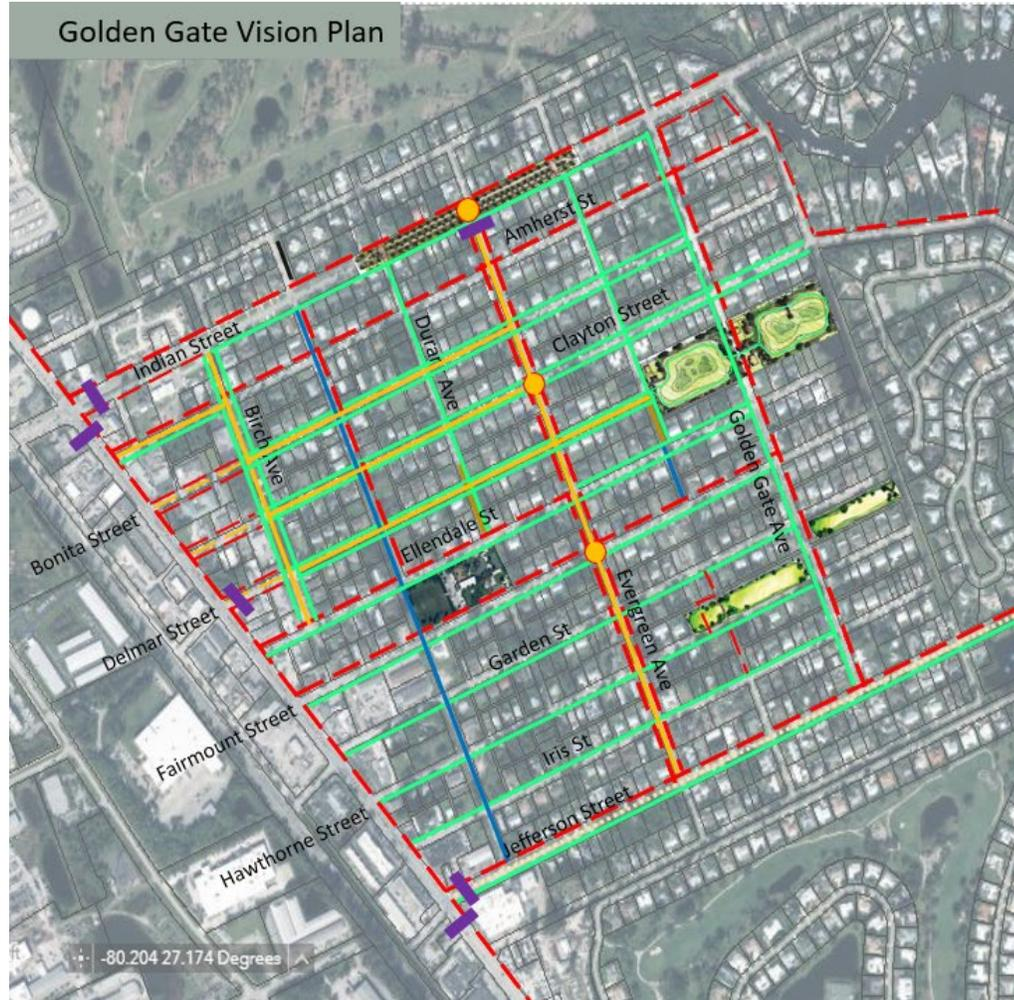 Golden Gate Vision Plan
Amherst St
Indian Street
Clayton Street
Duran Ave
Birch Ave
Golden Gate Ave
Bonita Street
Ellendale St
Evergreen Ave
Delmar Street
Garden St
Fairmount Street
Iris St
Jefferson Street
Hawthorne Street
-80.204 27.174 Degrees